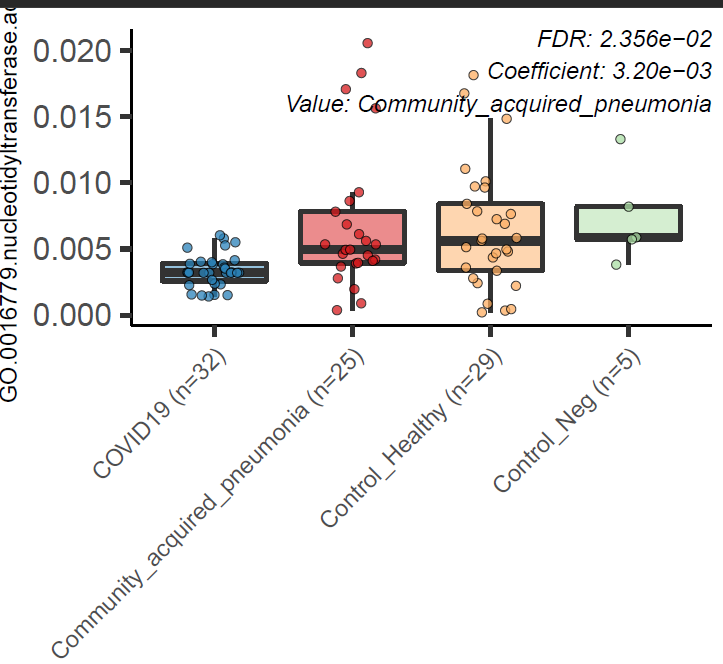 FDR: 2.356e−02
Coefficient: 3.20e−03
Value: Community_acquired_pneumonia
GO.0016779.nucleotidyltransferase.ac
0.020
0.015
0.010
0.005
0.000
COVID19 (n=32)
Community_acquired_pneumonia (n=25)
Control_Healthy (n=29)
Control_Neg (n=5)